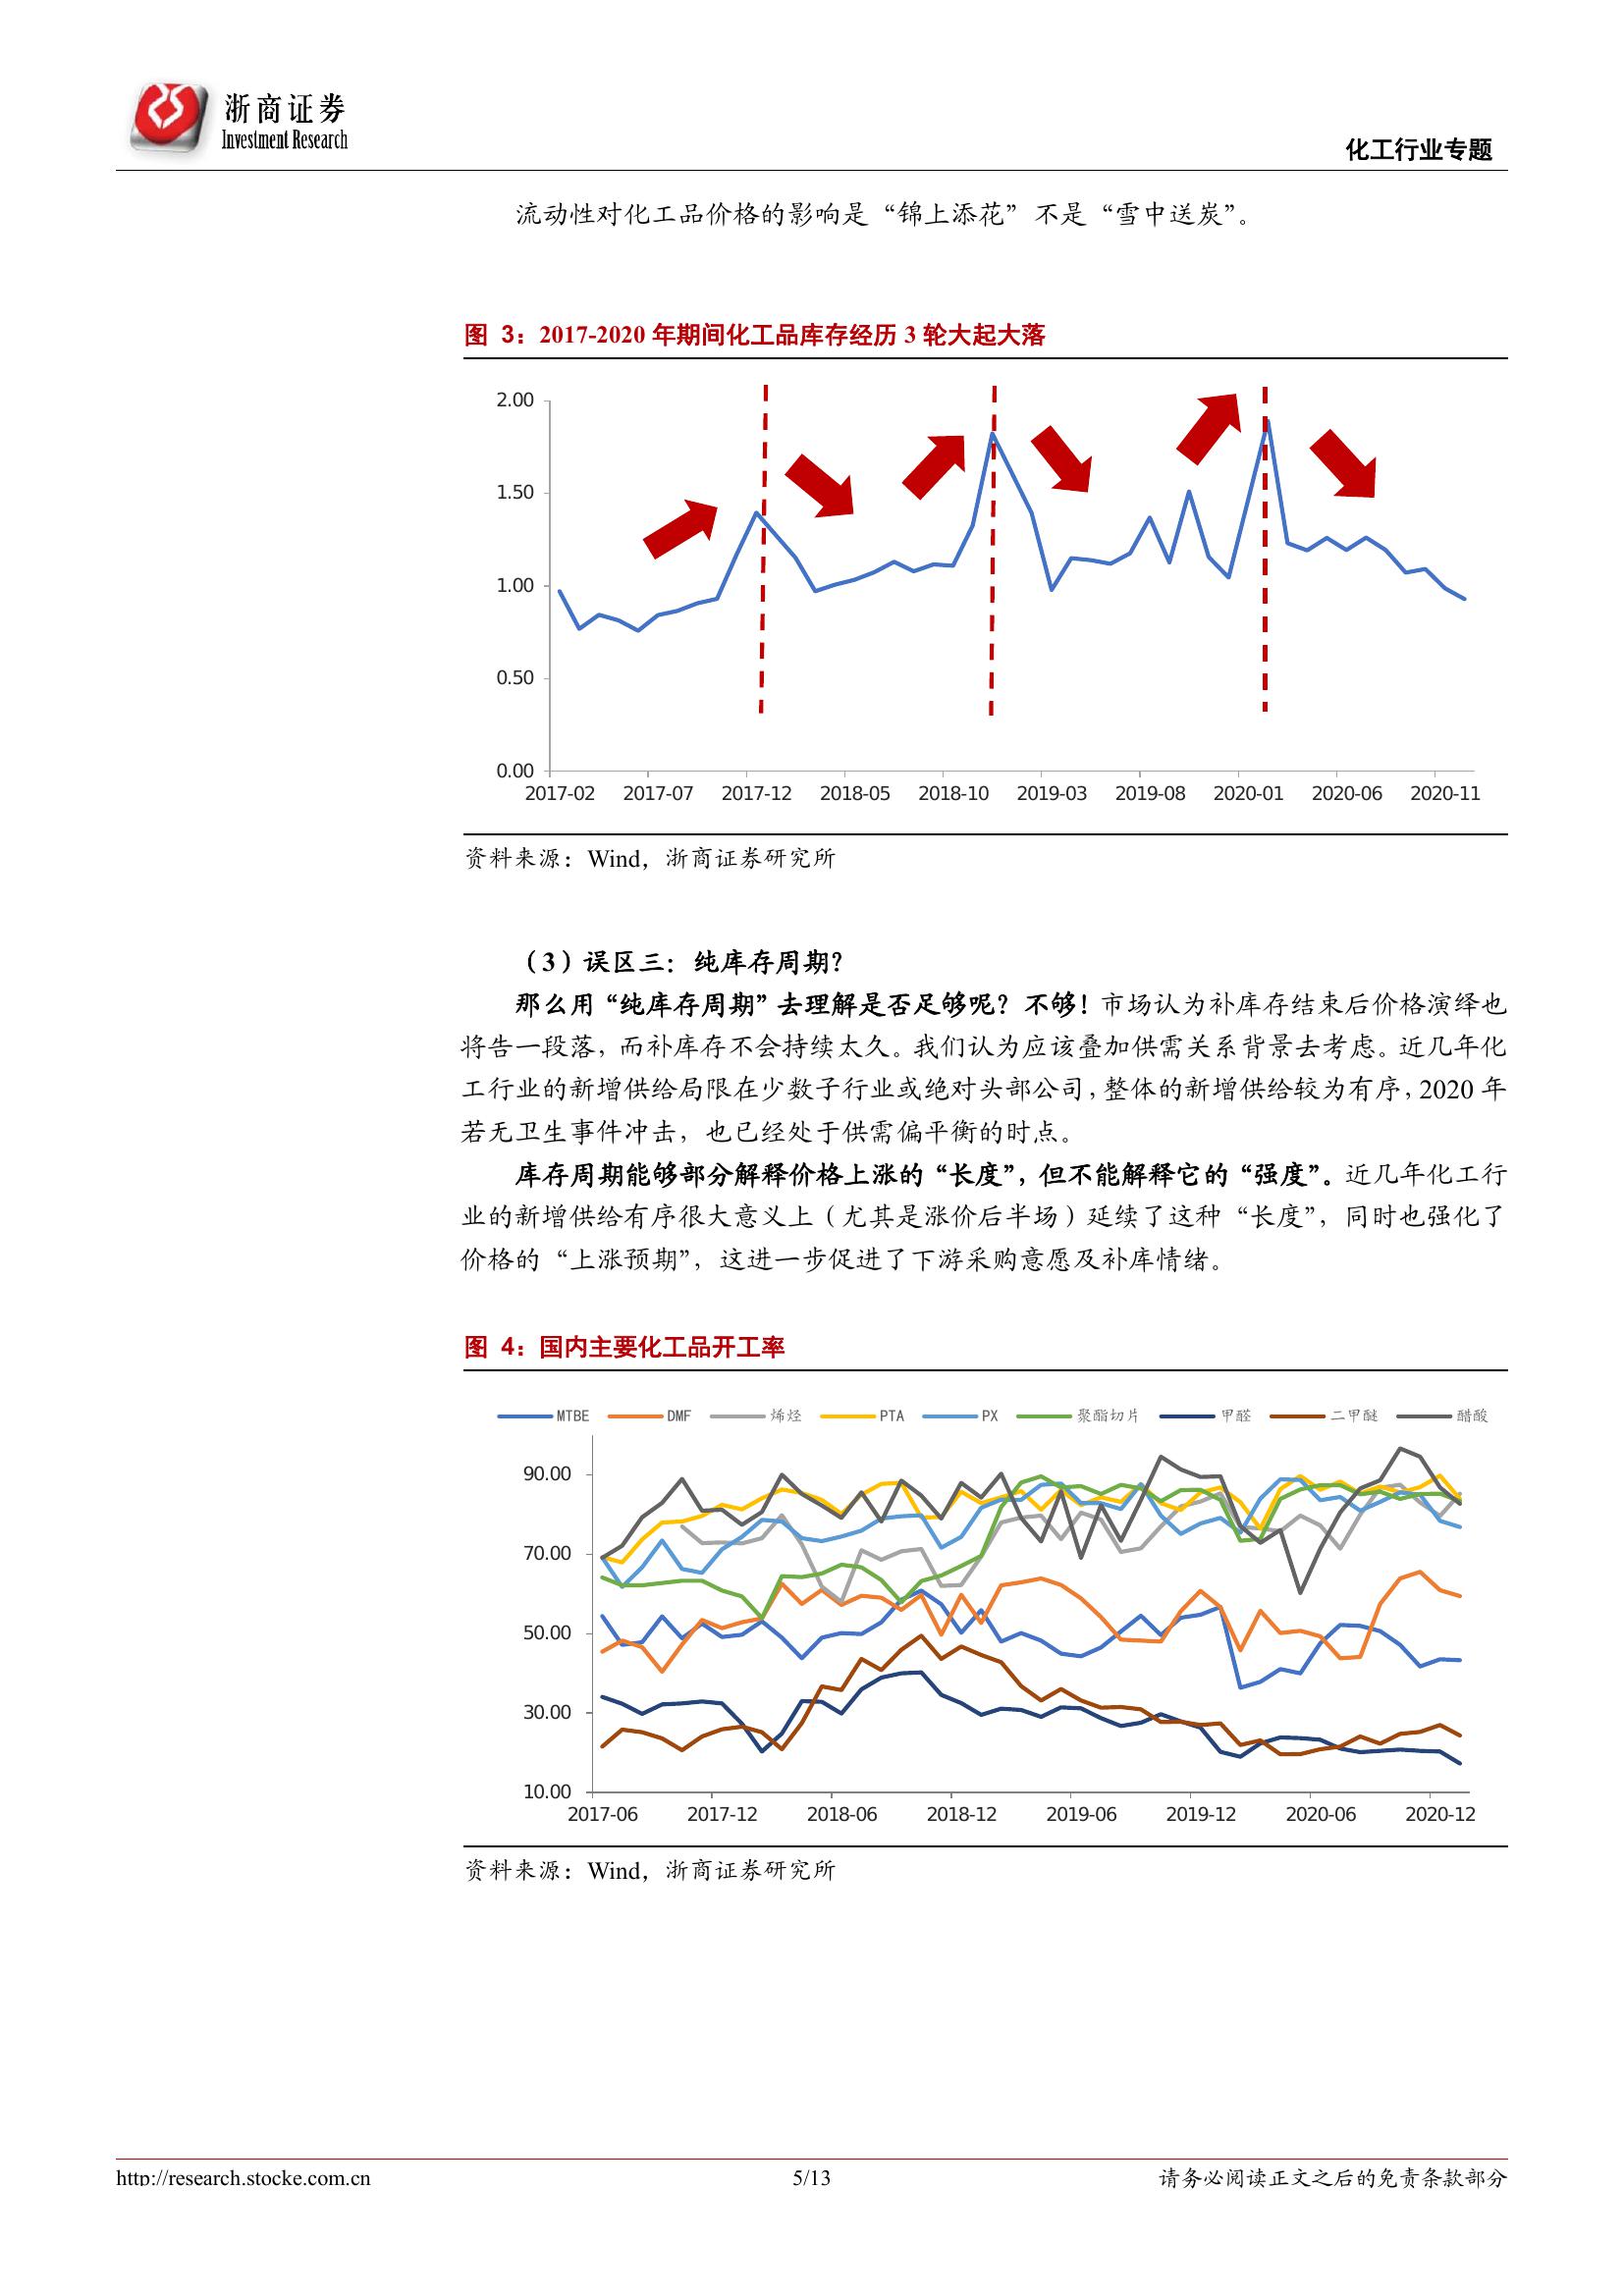 浙商证券
Investment Research
化工行业专题
流动性对化工品价格的影响是“锦上添花”不是“雪中送炭”。
图 3：2017-2020 年期间化工品库存经历 3 轮大起大落
2.00
1.50
1.00
0.50
0.00
2017-02 2017-07 2017-12 2018-05 2018-10 2019-03 2019-08 2020-01 2020-06 2020-11
资料来源：Wind，浙商证券研究所
（3）误区三：纯库存周期？
那么用“纯库存周期”去理解是否足够呢？不够！市场认为补库存结束后价格演绎也
将告一段落，而补库存不会持续太久。我们认为应该叠加供需关系背景去考虑。近几年化
工行业的新增供给局限在少数子行业或绝对头部公司，整体的新增供给较为有序，2020 年
若无卫生事件冲击，也已经处于供需偏平衡的时点。
库存周期能够部分解释价格上涨的“长度”，但不能解释它的“强度”。近几年化工行
业的新增供给有序很大意义上（尤其是涨价后半场）延续了这种“长度”，同时也强化了
价格的“上涨预期”，这进一步促进了下游采购意愿及补库情绪。
图 4：国内主要化工品开工率
MTBE DMF 烯烃 PTA PX 聚酯切片 甲醛 二甲醚 醋酸
90.00
70.00
50.00
30.00
10.00
2017-06 2017-12 2018-06 2018-12 2019-06 2019-12 2020-06 2020-12
资料来源：Wind，浙商证券研究所
http://research.stocke.com.cn 5/13 请务必阅读正文之后的免责条款部分